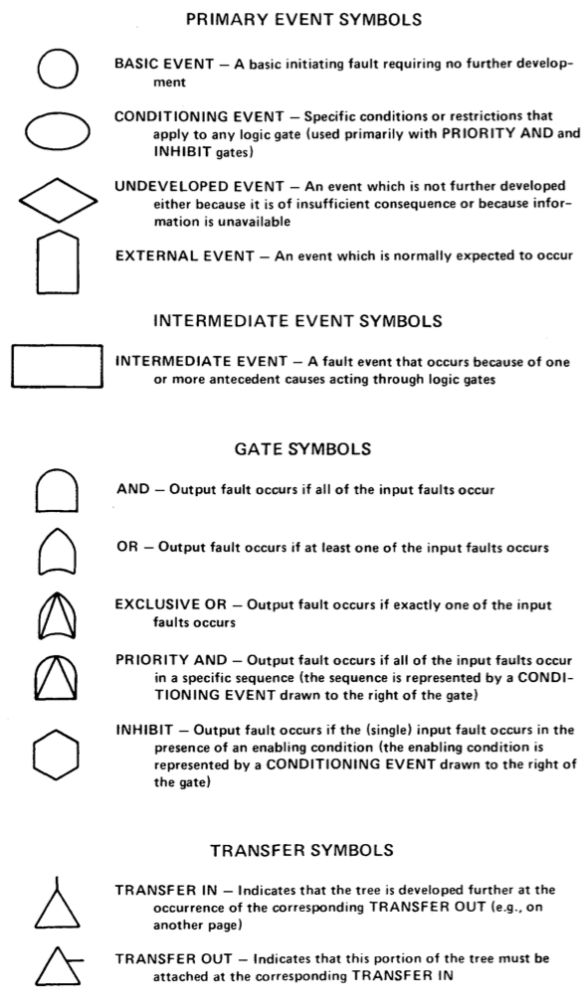 PRIMARY EVENT SYMBOLS
BASIC EVENT – A basic initiating fault requiring no further develop-
ment
CONDITIONING EVENT – Specific conditions or restrictions that
apply to any logic gate (used primarily with PRIORITY AND and
INHIBIT gates)
UNDEVELOPED EVENT – An event which is not further developed
either because it is of insufficient consequence or because infor-
mation is unavailable
EXTERNAL EVENT – An event which is normally expected to occur
INTERMEDIATE EVENT SYMBOLS
INTERMEDIATE EVENT – A fault event that occurs because of one
or more antecedent causes acting through logic gates
GATE SYMBOLS
AND – Output fault occurs if all of the input faults occur
OR – Output fault occurs if at least one of the input faults occurs
EXCLUSIVE OR – Output fault occurs if exactly one of the input
faults occurs
PRIORITY AND – Output fault occurs if all of the input faults occur
in a specific sequence (the sequence is represented by a CONDI-
TIONING EVENT drawn to the right of the gate)
INHIBIT – Output fault occurs if the (single) input fault occurs in the
presence of an enabling condition (the enabling condition is
represented by a CONDITIONING EVENT drawn to the right of
the gate)
TRANSFER SYMBOLS
TRANSFER IN – Indicates that the tree is developed further at the
occurrence of the corresponding TRANSFER OUT (e.g., on
another page)
TRANSFER OUT – Indicates that this portion of the tree must be
attached at the corresponding TRANSFER IN